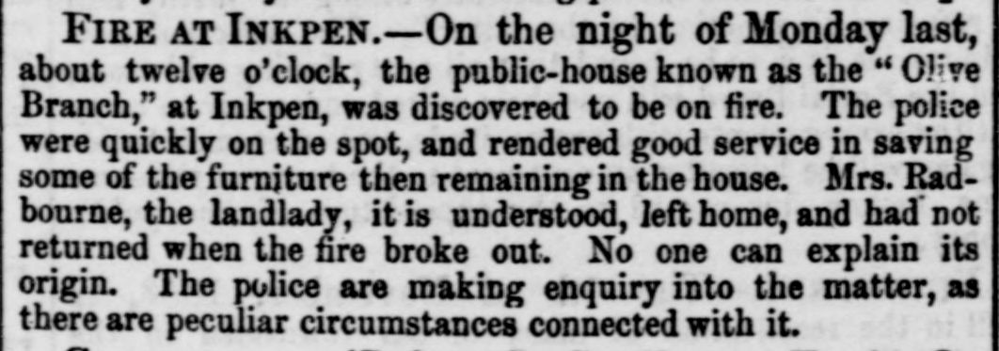 FIRE AT INKPEN.—On the night of Monday last,
about twelve o'clock, the public-house known as the “Olive
Branch,” at Inkpen, was discovered to be on fire. The police
were quickly on the spot, and rendered good service in saving
some of the furniture then remaining in the house. Mrs. Rad-
bourne, the landlady, it is understood, left home, and had not
returned when the fire broke out. No one can explain its
origin. The police are making enquiry into the matter, as
there are peculiar circumstances connected with it.